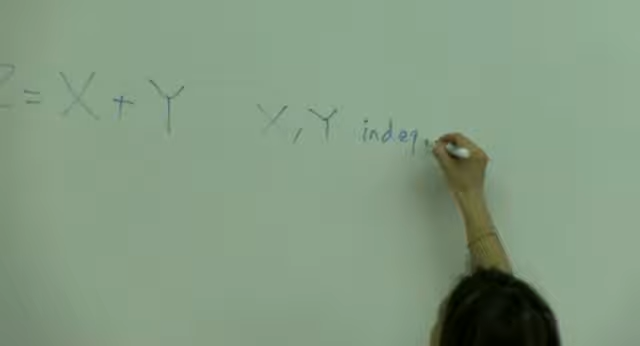 Z = X + Y X, Y indep.